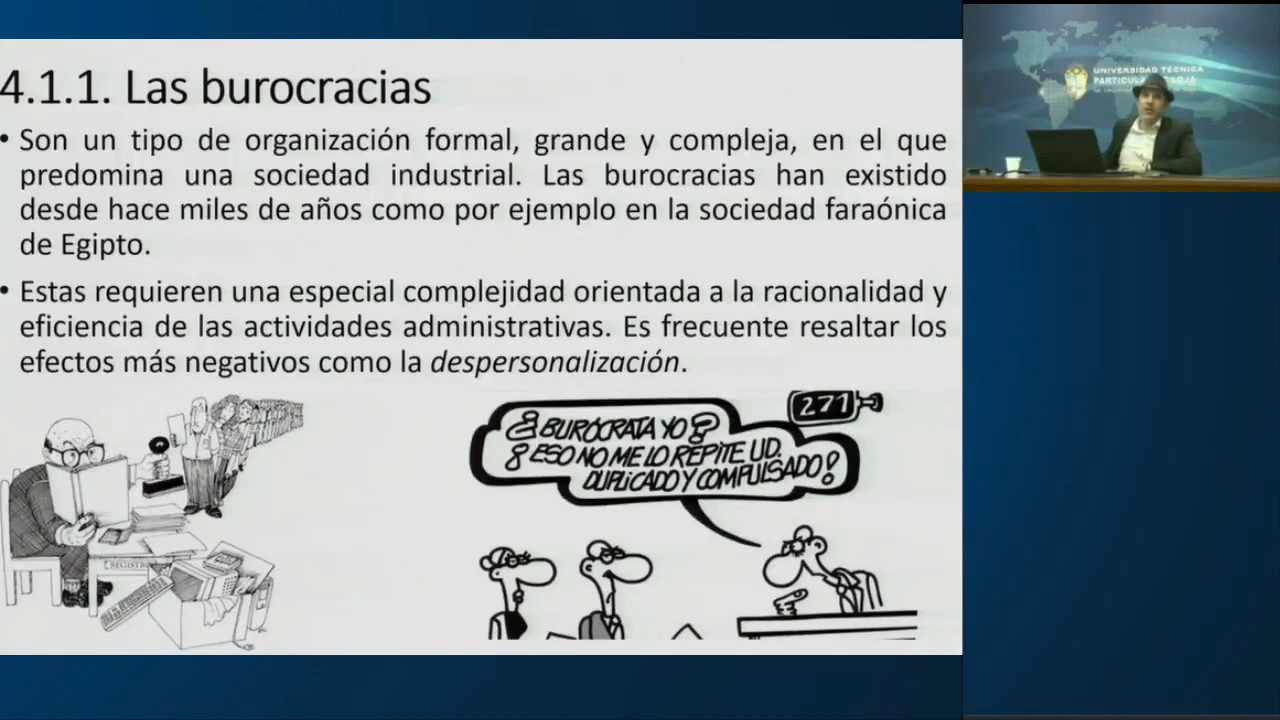 4.1.1. Las burocracias
• Son un tipo de organización formal, grande y compleja, en el que
predomina una sociedad industrial. Las burocracias han existido
desde hace miles de años como por ejemplo en la sociedad faraónica
de Egipto.
• Estas requieren una especial complejidad orientada a la racionalidad y
eficiencia de las actividades administrativas. Es frecuente resaltar los
efectos más negativos como la despersonalización.
271
¿BURÓCRATA YO?
¡ESO NO ME LO REPITE UD.
DUPLICADO Y COMPULSADO!
REGISTRO
UNIVERSIDAD TÉCNICA